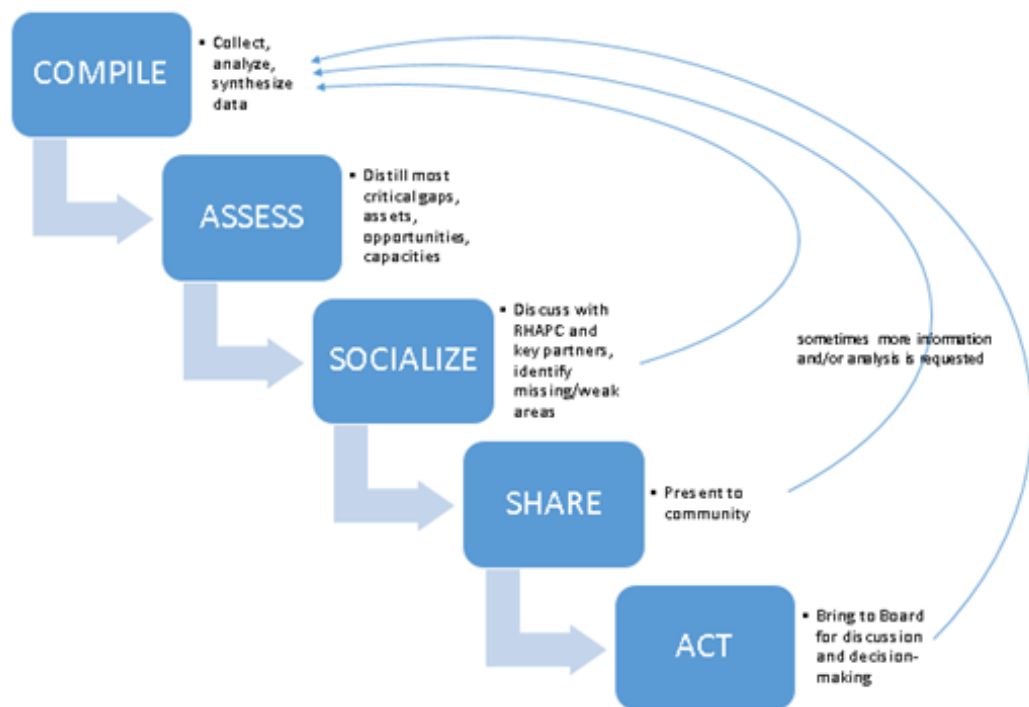 COMPILE
▪ Collect,
analyze,
synthesize
data
ASSESS
▪ Distill most
critical gaps,
assets,
opportunities,
capacities
SOCIALIZE
▪ Discuss with
RHAPC and
key partners,
identify
missing/weak
areas
sometimes more information
and/or analysis is requested
SHARE
▪ Present to
community
ACT
▪ Bring to Board
for discussion
and decision-
making